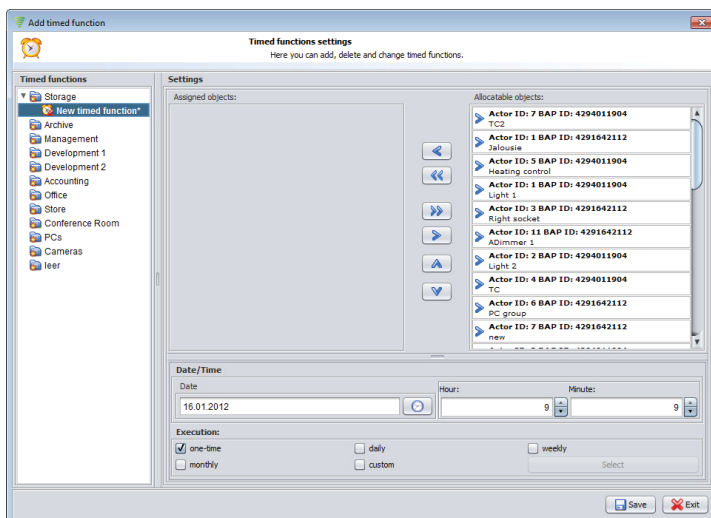 Add timed function
Timed functions settings
Here you can add, delete and change timed functions.
Timed functions
Storage
New timed function*
Archive
Management
Development 1
Development 2
Accounting
Office
Store
Conference Room
PCs
Cameras
leer
Settings
Assigned objects:
Allocatable objects:
Actor ID: 7 BAP ID: 4294011904
TC2
Actor ID: 1 BAP ID: 4291642112
Jalousie
Actor ID: 5 BAP ID: 4294011904
Heating control
Actor ID: 1 BAP ID: 4294011904
Light 1
Actor ID: 3 BAP ID: 4291642112
Right socket
Actor ID: 11 BAP ID: 4291642112
ADimmer 1
Actor ID: 2 BAP ID: 4294011904
Light 2
Actor ID: 4 BAP ID: 4294011904
TC
Actor ID: 6 BAP ID: 4291642112
PC group
Actor ID: 7 BAP ID: 4291642112
new
Date/Time
Date
Hour:
Minute:
16.01.2012
9
9
Execution:
one-time
daily
weekly
monthly
custom
Select
Save
Exit